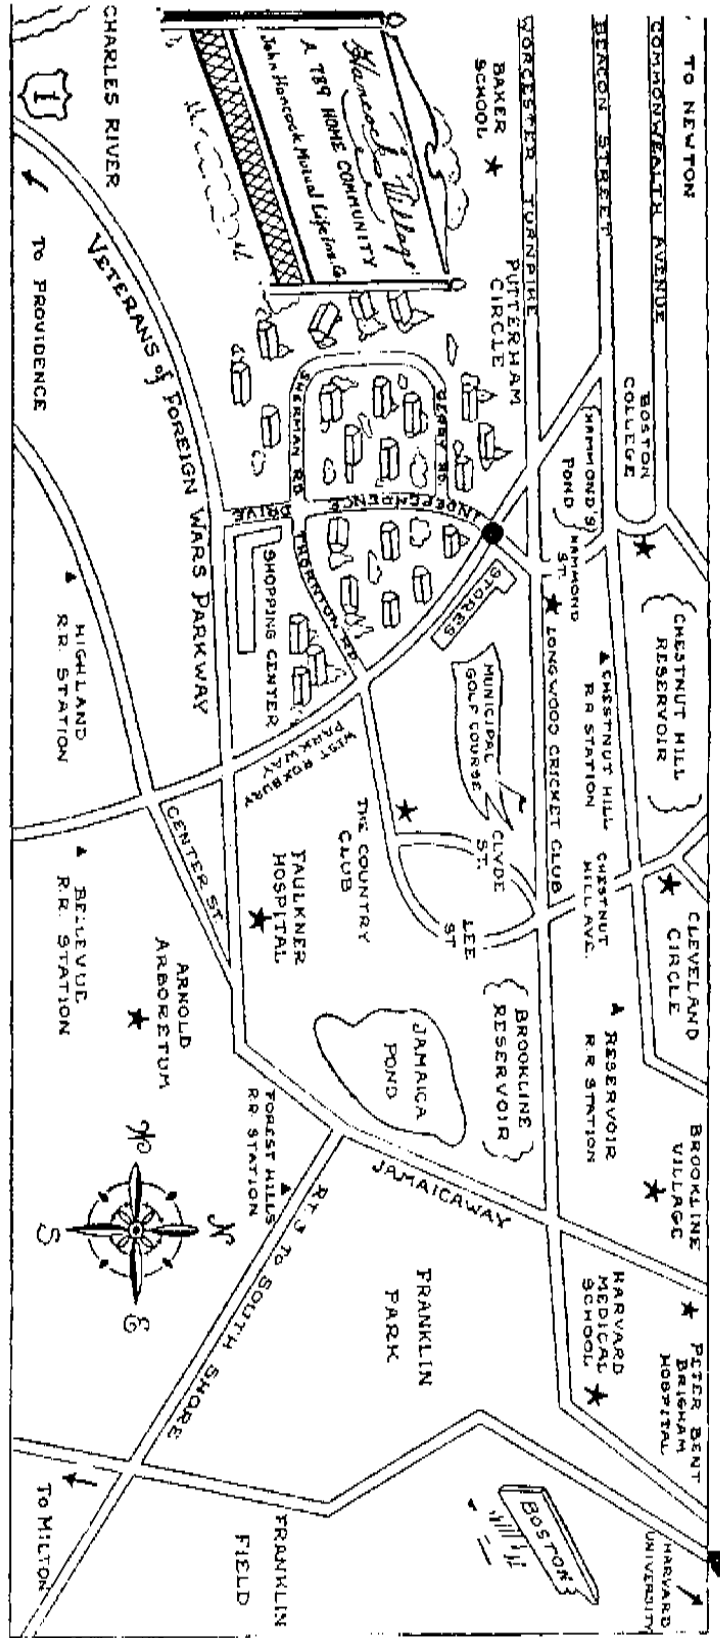 TO NEWTON
COMMONWEALTH AVENUE
BEACON STREET
WORCESTER TURNPIKE
BAKER
SCHOOL
Hancock Village
A 789 HOME COMMUNITY
John Hancock Mutual Life Ins. Co.
CHARLES RIVER
1
TO PROVIDENCE
VETERANS of FOREIGN WARS PARKWAY
PUTTERHAM
CIRCLE
BOSTON
COLLEGE
HAMMOND'S
POND
HAMMOND
ST.
GERRY RD.
SHERMAN RD.
INDEPENDENCE
DRIVE
THORNTON RD.
STORES
SHOPPING CENTER
CHESTNUT HILL
RESERVOIR
CHESTNUT HILL
R.R STATION
LONGWOOD CRICKET CLUB
MUNICIPAL
GOLF COURSE
WEST ROXBURY
PARKWAY
HIGHLAND
R.R. STATION
CLEVELAND
CIRCLE
CHESTNUT
HILL AVE.
CLYDE
ST.
LEE
ST
THE COUNTRY
CLUB
FAULKNER
HOSPITAL
CENTER ST.
BELLEVUE
R.R. STATION
ARNOLD
ARBORETUM
RESERVOIR
R.R STATION
BROOKLINE
RESERVOIR
JAMAICA
POND
FOREST HILLS
R.R. STATION
BROOKLINE
VILLAGE
JAMAICAWAY
W
N
S
E
RT. 3 TO SOUTH SHORE
HARVARD
MEDICAL
SCHOOL
FRANKLIN
PARK
PETER BENT
BRIGHAM
HOSPITAL
BOSTON
HARVARD
UNIVERSITY
FRANKLIN
FIELD
TO MILTON